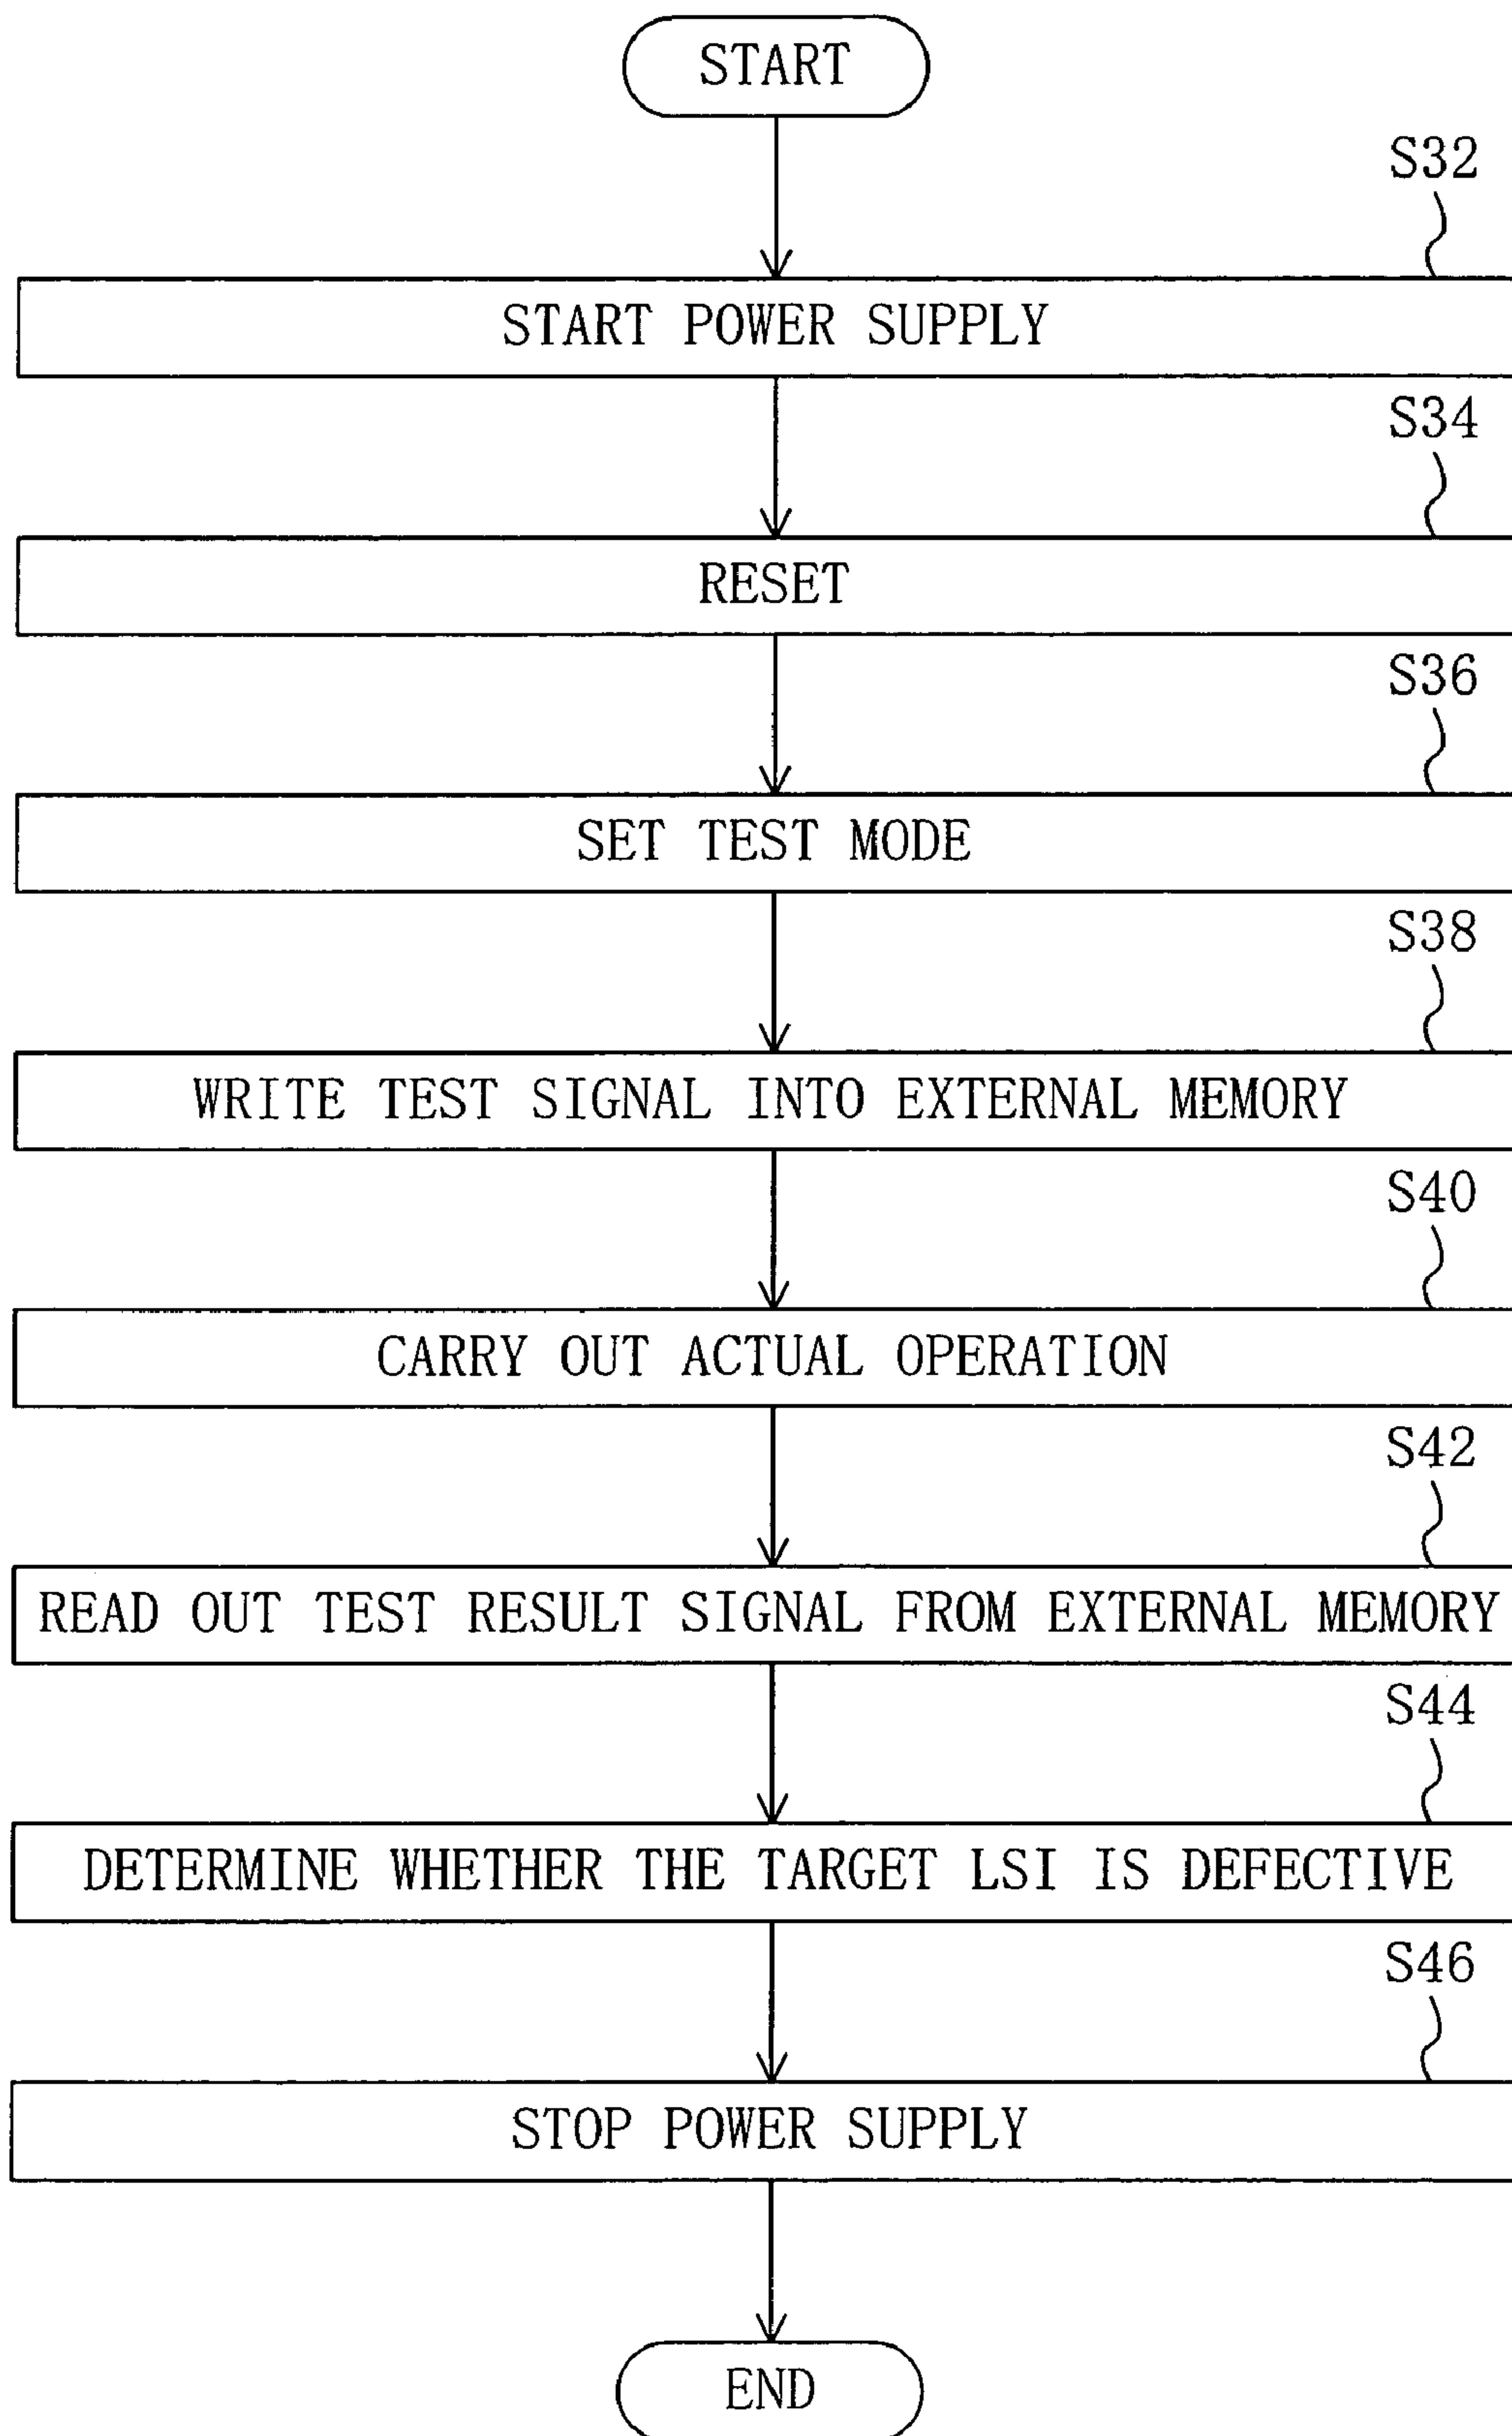 START
S32
START POWER SUPPLY
S34
RESET
S36
SET TEST MODE
S38
WRITE TEST SIGNAL INTO EXTERNAL MEMORY
S40
CARRY OUT ACTUAL OPERATION
S42
READ OUT TEST RESULT SIGNAL FROM EXTERNAL MEMORY
S44
DETERMINE WHETHER THE TARGET LSI IS DEFECTIVE
S46
STOP POWER SUPPLY
END